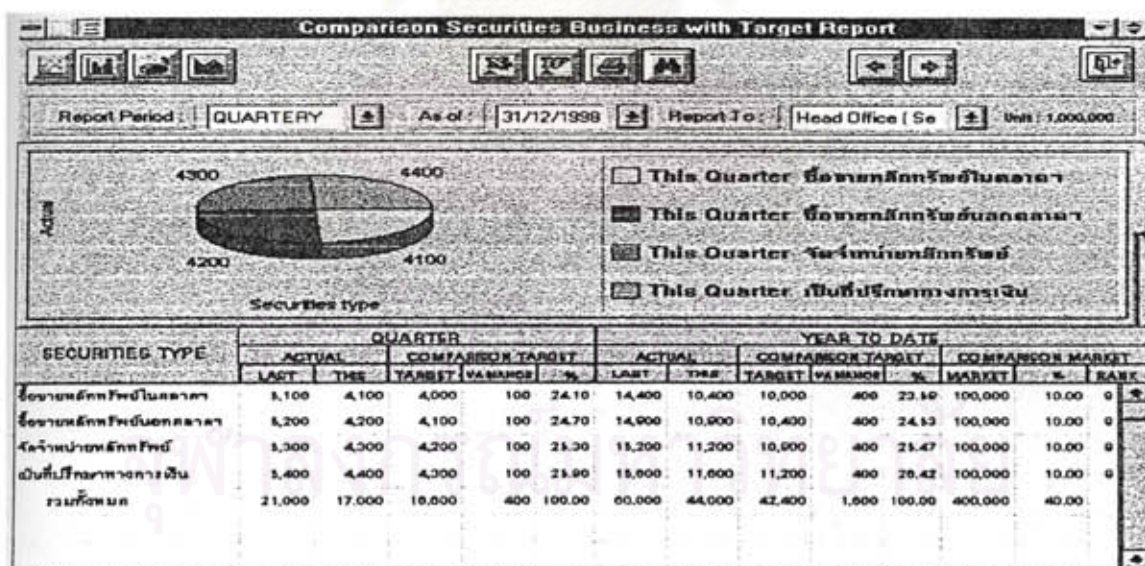 Comparison Securities Business with Target Report
Report Period : QUARTERY As of : 31/12/1998 Report To : Head Office ( Se Unit : 1,000,000
4300 4400
Actual
4200 4100
Securities type
This Quarter ซื้อขายหลักทรัพย์ในตลาดฯ
This Quarter ซื้อขายหลักทรัพย์นอกตลาดฯ
This Quarter จัดจำหน่ายหลักทรัพย์
This Quarter เป็นที่ปรึกษาทางการเงิน
SECURITIES TYPE QUARTER YEAR TO DATE
ACTUAL COMPARISON TARGET ACTUAL COMPARISON TARGET COMPARISON MARKET
LAST THIS TARGET VARIANCE % LAST THIS TARGET VARIANCE % MARKET % RANK
ซื้อขายหลักทรัพย์ในตลาดฯ 5,100 4,100 4,000 100 24.10 14,400 10,400 10,000 400 23.58 100,000 10.00 0
ซื้อขายหลักทรัพย์นอกตลาดฯ 5,200 4,200 4,100 100 24.70 14,900 10,900 10,400 400 24.53 100,000 10.00 0
จัดจำหน่ายหลักทรัพย์ 5,300 4,300 4,200 100 25.30 15,200 11,200 10,900 400 25.47 100,000 10.00 0
เป็นที่ปรึกษาทางการเงิน 5,400 4,400 4,300 100 25.90 15,600 11,600 11,200 400 26.42 100,000 10.00 0
รวมทั้งหมด 21,000 17,000 16,600 400 100.00 60,000 44,000 42,400 1,600 100.00 400,000 40.00